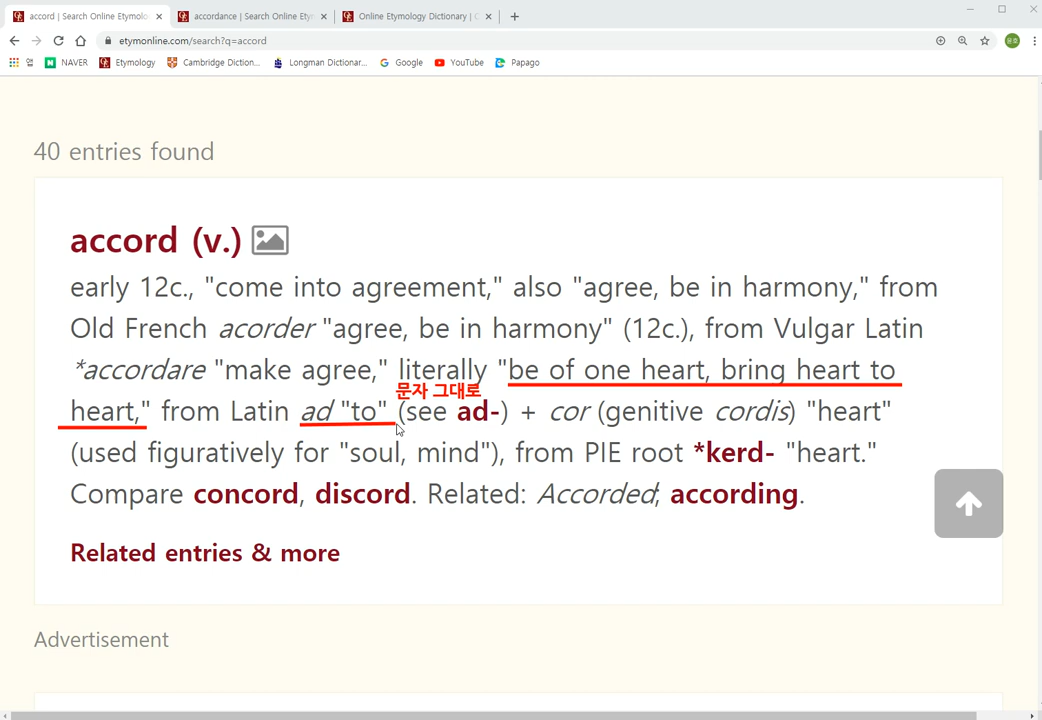 accord | Search Online Etymolo
accordance | Search Online Ety
Online Etymology Dictionary |
etymonline.com/search?q=accord
앱 NAVER Etymology Cambridge Diction... Longman Dictionar... Google YouTube Papago
40 entries found
accord (v.)
early 12c., "come into agreement," also "agree, be in harmony," from
Old French acorder "agree, be in harmony" (12c.), from Vulgar Latin
*accordare "make agree," literally "be of one heart, bring heart to
문자 그대로
heart," from Latin ad "to" (see ad-) + cor (genitive cordis) "heart"
(used figuratively for "soul, mind"), from PIE root *kerd- "heart."
Compare concord, discord. Related: Accorded; according.
Related entries & more
Advertisement